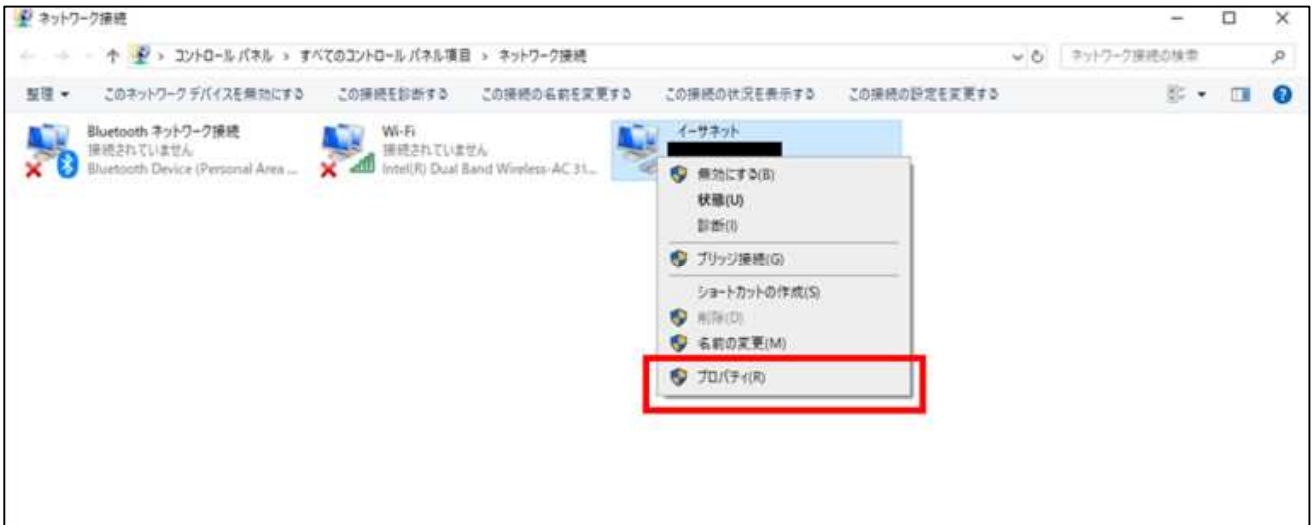 ネットワーク接続
コントロール パネル › すべてのコントロール パネル項目 › ネットワーク接続
ネットワーク接続の検索
整理 このネットワーク デバイスを無効にする この接続を診断する この接続の名前を変更する この接続の状況を表示する この接続の設定を変更する
Bluetooth ネットワーク接続
接続されていません
Bluetooth Device (Personal Area ...
Wi-Fi
接続されていません
Intel(R) Dual Band Wireless-AC 31...
イーサネット
無効にする(B)
状態(U)
診断(I)
ブリッジ接続(G)
ショートカットの作成(S)
削除(D)
名前の変更(M)
プロパティ(R)